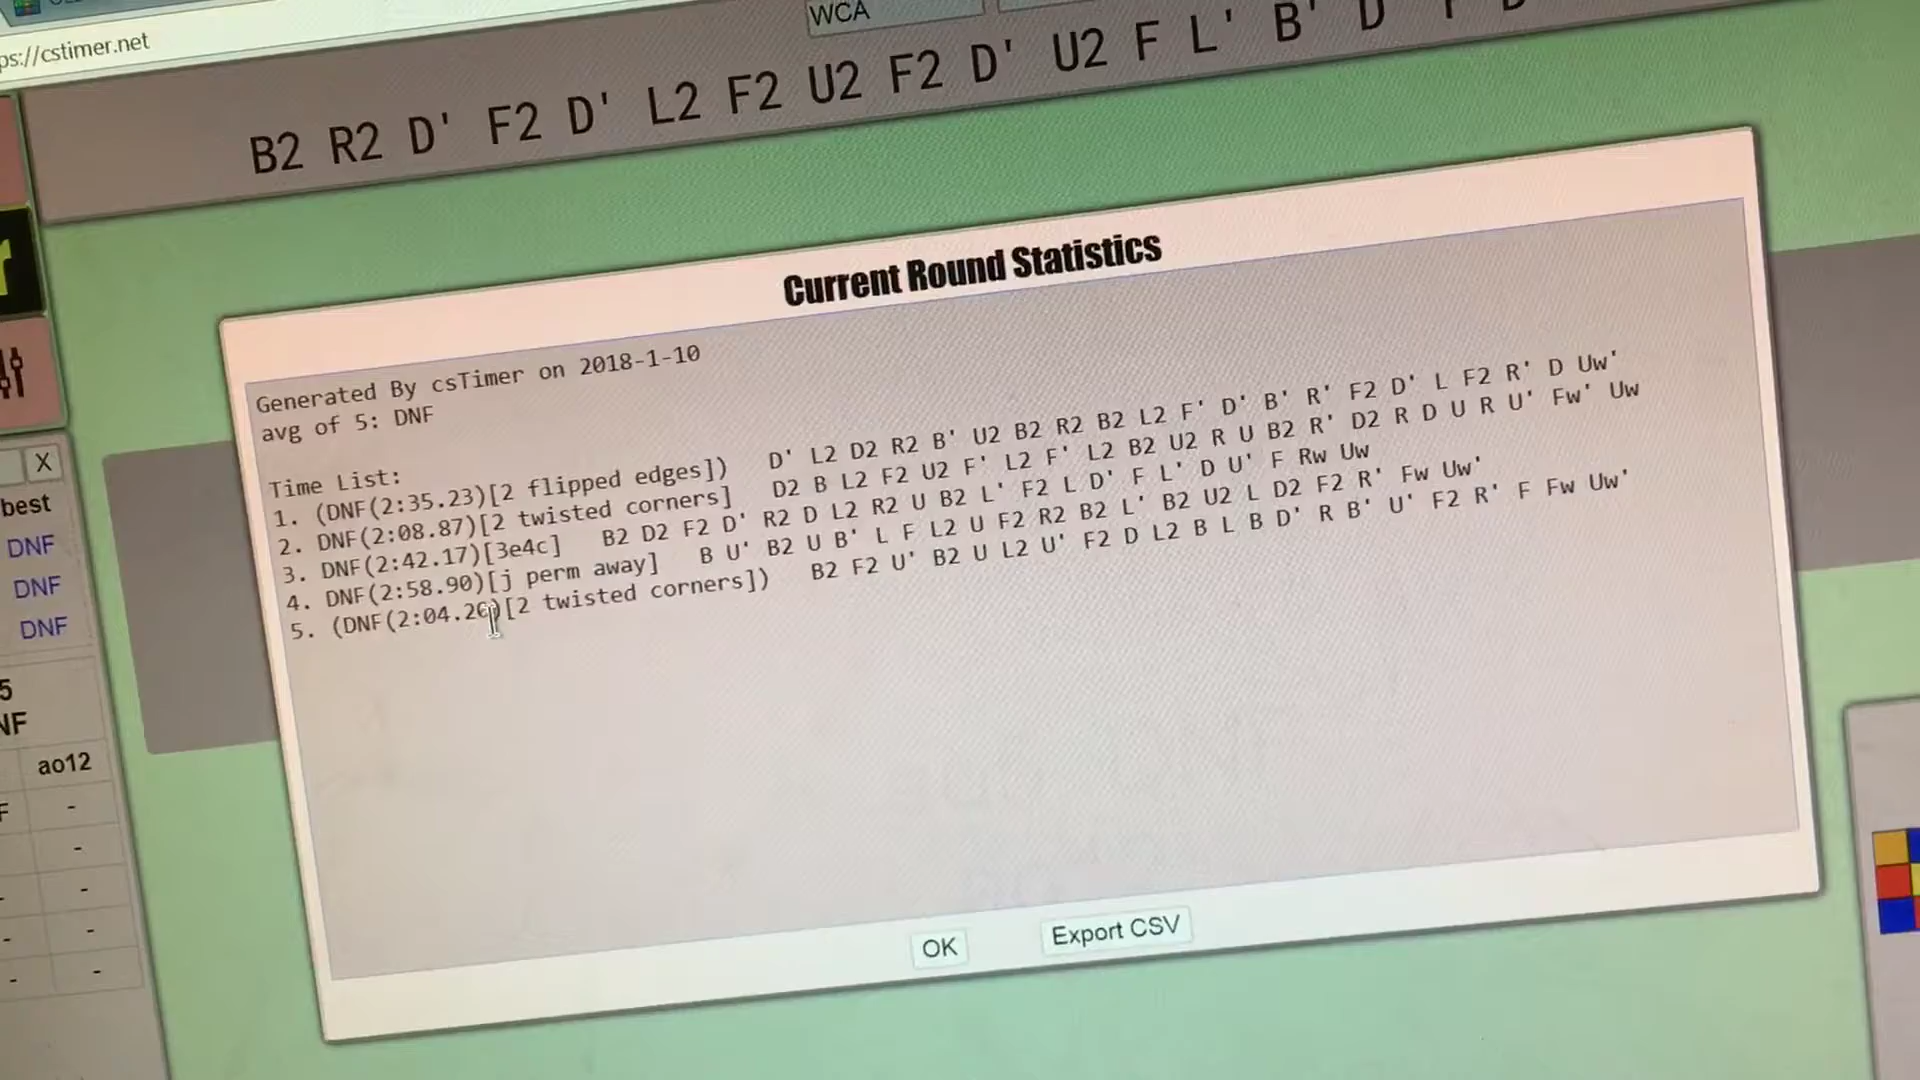 ps://cstimer.net
WCA
B2 R2 D' F2 D' L2 F2 U2 F2 D' U2 F L' B' D
Current Round Statistics
Generated By csTimer on 2018-1-10
avg of 5: DNF
Time List:
1. (DNF(2:35.23)[2 flipped edges]) D' L2 D2 R2 B' U2 B2 R2 B2 L2 F' D' B' R' F2 D' L F2 R' D Uw'
2. DNF(2:08.87)[2 twisted corners] D2 B L2 F2 U2 F' L2 F' L2 B2 U2 R U B2 R' D2 R D U R U' Fw' Uw
3. DNF(2:42.17)[3e4c] B2 D2 F2 D' R2 D L2 R2 U B2 L' F2 L D' F L' D U' F Rw Uw
4. DNF(2:58.90)[j perm away] B U' B2 U B' L F L2 U F2 R2 B2 L' B2 U2 L D2 F2 R' Fw Uw'
5. (DNF(2:04.26)[2 twisted corners]) B2 F2 U' B2 U L2 U' F2 D L2 B L B D' R B' U' F2 R' F Fw Uw'
OK
Export CSV
X
best
DNF
DNF
DNF
5
NF
ao12
F -
-
- -
- -
- -